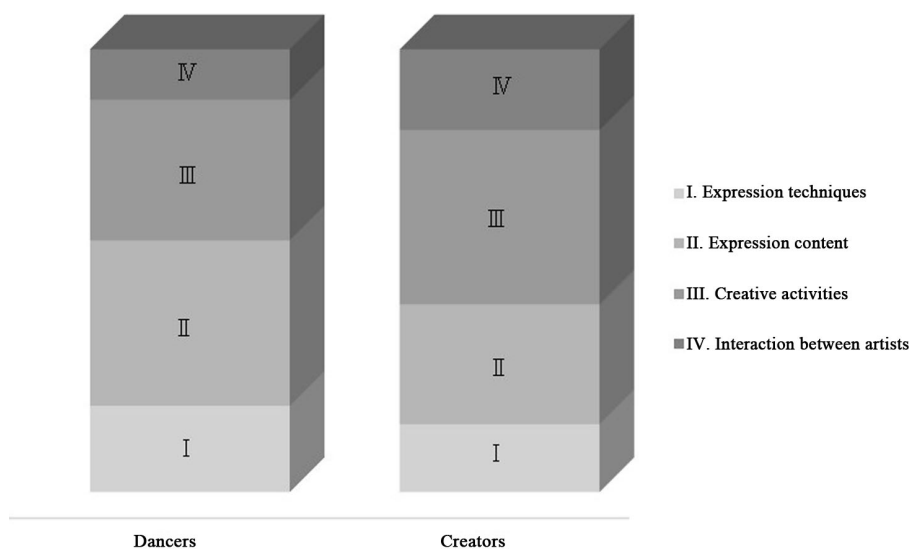 Ⅳ
Ⅲ
Ⅱ
Ⅰ
Dancers
Ⅳ
Ⅲ
Ⅱ
Ⅰ
Creators
I. Expression techniques
II. Expression content
III. Creative activities
IV. Interaction between artists